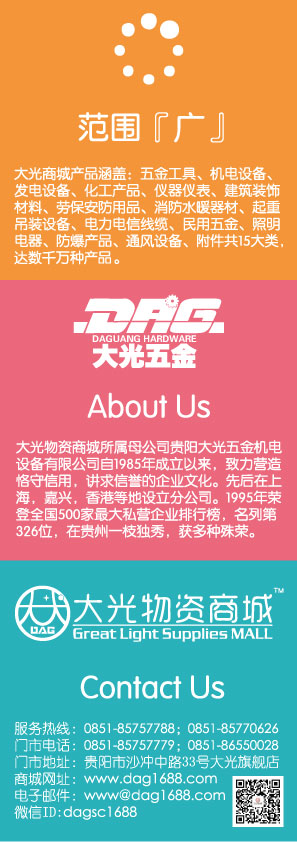 范围『广』
大光商城产品涵盖：五金工具、机电设备、
发电设备、化工产品、仪器仪表、建筑装饰
材料、劳保安防用品、消防水暖器材、起重
吊装设备、电力电信线缆、民用五金、照明
电器、防爆产品、通风设备、附件共15大类，
达数千万种产品。
DAG
DAGUANG HARDWARE
大光五金
About Us
大光物资商城所属母公司贵阳大光五金机电
设备有限公司自1985年成立以来，致力营造
恪守信用，讲求信誉的企业文化。先后在上
海，嘉兴，香港等地设立分公司。1995年荣
登全国500家最大私营企业排行榜，名列第
326位，在贵州一枝独秀，获多种殊荣。
DAG
大光物资商城™
Great Light Supplies MALL
Contact Us
服务热线：0851-85757788；0851-85770626
门市电话：0851-85757779；0851-86550028
门市地址：贵阳市沙冲中路33号大光旗舰店
商城网址：www.dag1688.com
电子邮件：www@dag1688.com
微信ID:dagsc1688